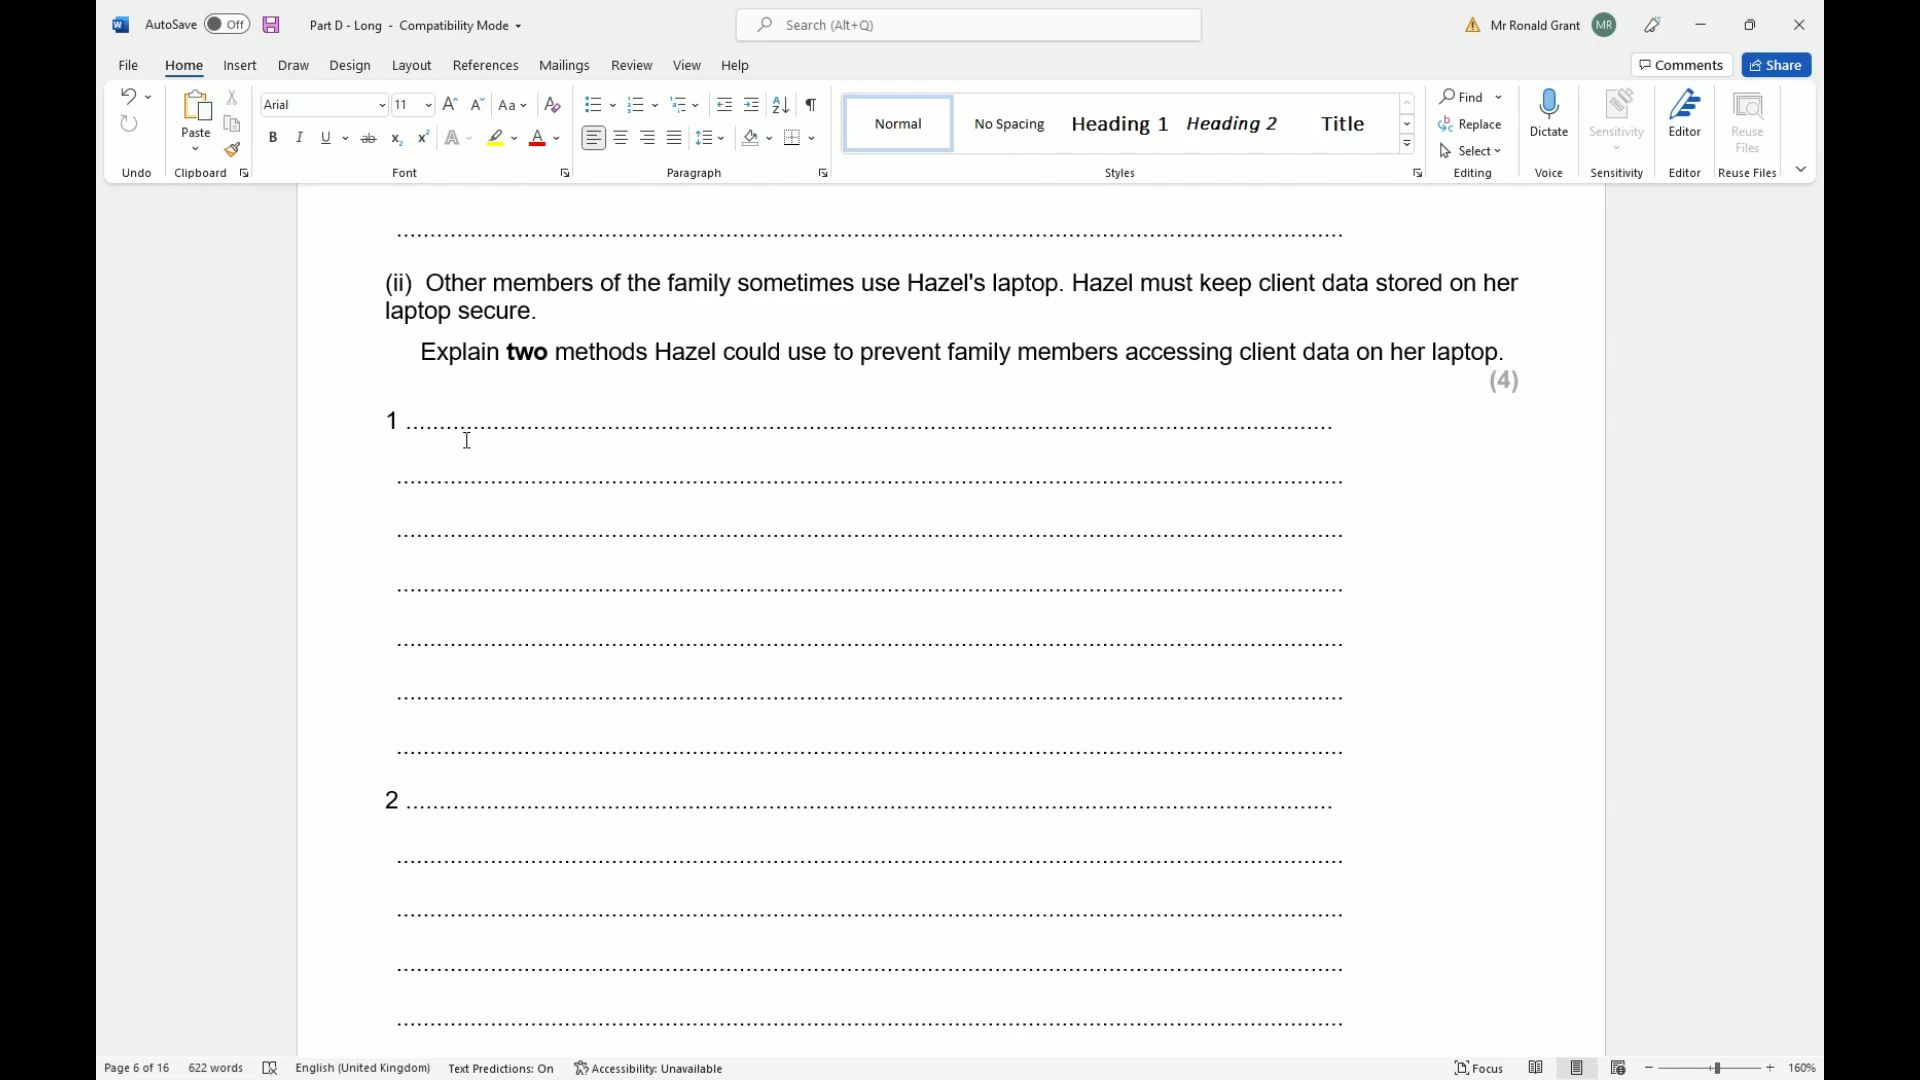 AutoSave Off Part D - Long - Compatibility Mode Search (Alt+Q) Mr Ronald Grant MR
File Home Insert Draw Design Layout References Mailings Review View Help Comments Share
Paste Arial 11 Aa Normal No Spacing Heading 1 Heading 2 Title Find Replace Select Dictate Sensitivity Editor Reuse Files
Undo Clipboard Font Paragraph Styles Editing Voice Sensitivity Editor Reuse Files
(ii) Other members of the family sometimes use Hazel's laptop. Hazel must keep client data stored on her
laptop secure.
Explain two methods Hazel could use to prevent family members accessing client data on her laptop.
(4)
1
2
Page 6 of 16 622 words English (United Kingdom) Text Predictions: On Accessibility: Unavailable Focus 160%